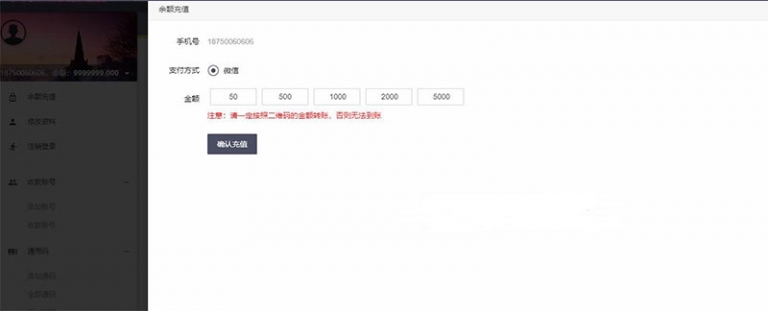 余额充值
手机号 18750060606
支付方式 微信
金额 50 500 1000 2000 5000
注意：请一定按照二维码的金额转账，否则无法到账
确认充值
18750060606, 余额：9999999.000
余额充值
修改资料
注销登录
收款账号
添加账号
收款账号
通用码
添加通码
全部通码